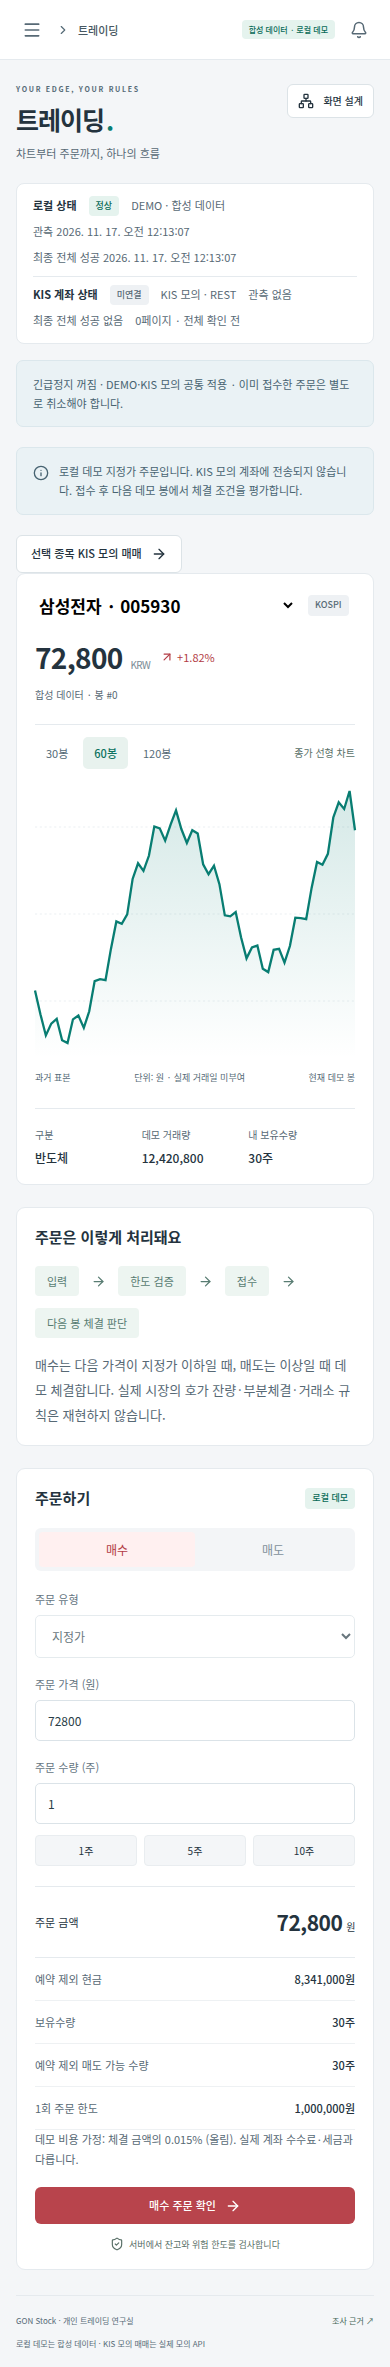 트레이딩
합성 데이터 · 로컬 데모
YOUR EDGE, YOUR RULES
트레이딩.
차트부터 주문까지, 하나의 흐름
화면 설계
로컬 상태 정상 DEMO · 합성 데이터
관측 2026. 11. 17. 오전 12:13:07
최종 전체 성공 2026. 11. 17. 오전 12:13:07
KIS 계좌 상태 미연결 KIS 모의 · REST 관측 없음
최종 전체 성공 없음 0페이지 · 전체 확인 전
긴급정지 꺼짐 · DEMO·KIS 모의 공통 적용 · 이미 접수한 주문은 별도
로 취소해야 합니다.
로컬 데모 지정가 주문입니다. KIS 모의 계좌에 전송되지 않습니
다. 접수 후 다음 데모 봉에서 체결 조건을 평가합니다.
선택 종목 KIS 모의 매매
삼성전자 · 005930 KOSPI
72,800 KRW +1.82%
합성 데이터 · 봉 #0
30봉 60봉 120봉 종가 선형 차트
과거 표본 단위: 원 · 실제 거래일 미부여 현재 데모 봉
구분 데모 거래량 내 보유수량
반도체 12,420,800 30주
주문은 이렇게 처리돼요
입력 → 한도 검증 → 접수 →
다음 봉 체결 판단
매수는 다음 가격이 지정가 이하일 때, 매도는 이상일 때 데
모 체결합니다. 실제 시장의 호가 잔량·부분체결·거래소 규
칙은 재현하지 않습니다.
주문하기 로컬 데모
매수 매도
주문 유형
지정가
주문 가격 (원)
72800
주문 수량 (주)
1
1주 5주 10주
주문 금액 72,800 원
예약 제외 현금 8,341,000원
보유수량 30주
예약 제외 매도 가능 수량 30주
1회 주문 한도 1,000,000원
데모 비용 가정: 체결 금액의 0.015% (올림). 실제 계좌 수수료·세금과
다릅니다.
매수 주문 확인 →
서버에서 잔고와 위험 한도를 검사합니다
GON Stock · 개인 트레이딩 연구실 조사 근거 ↗
로컬 데모는 합성 데이터 · KIS 모의 매매는 실제 모의 API